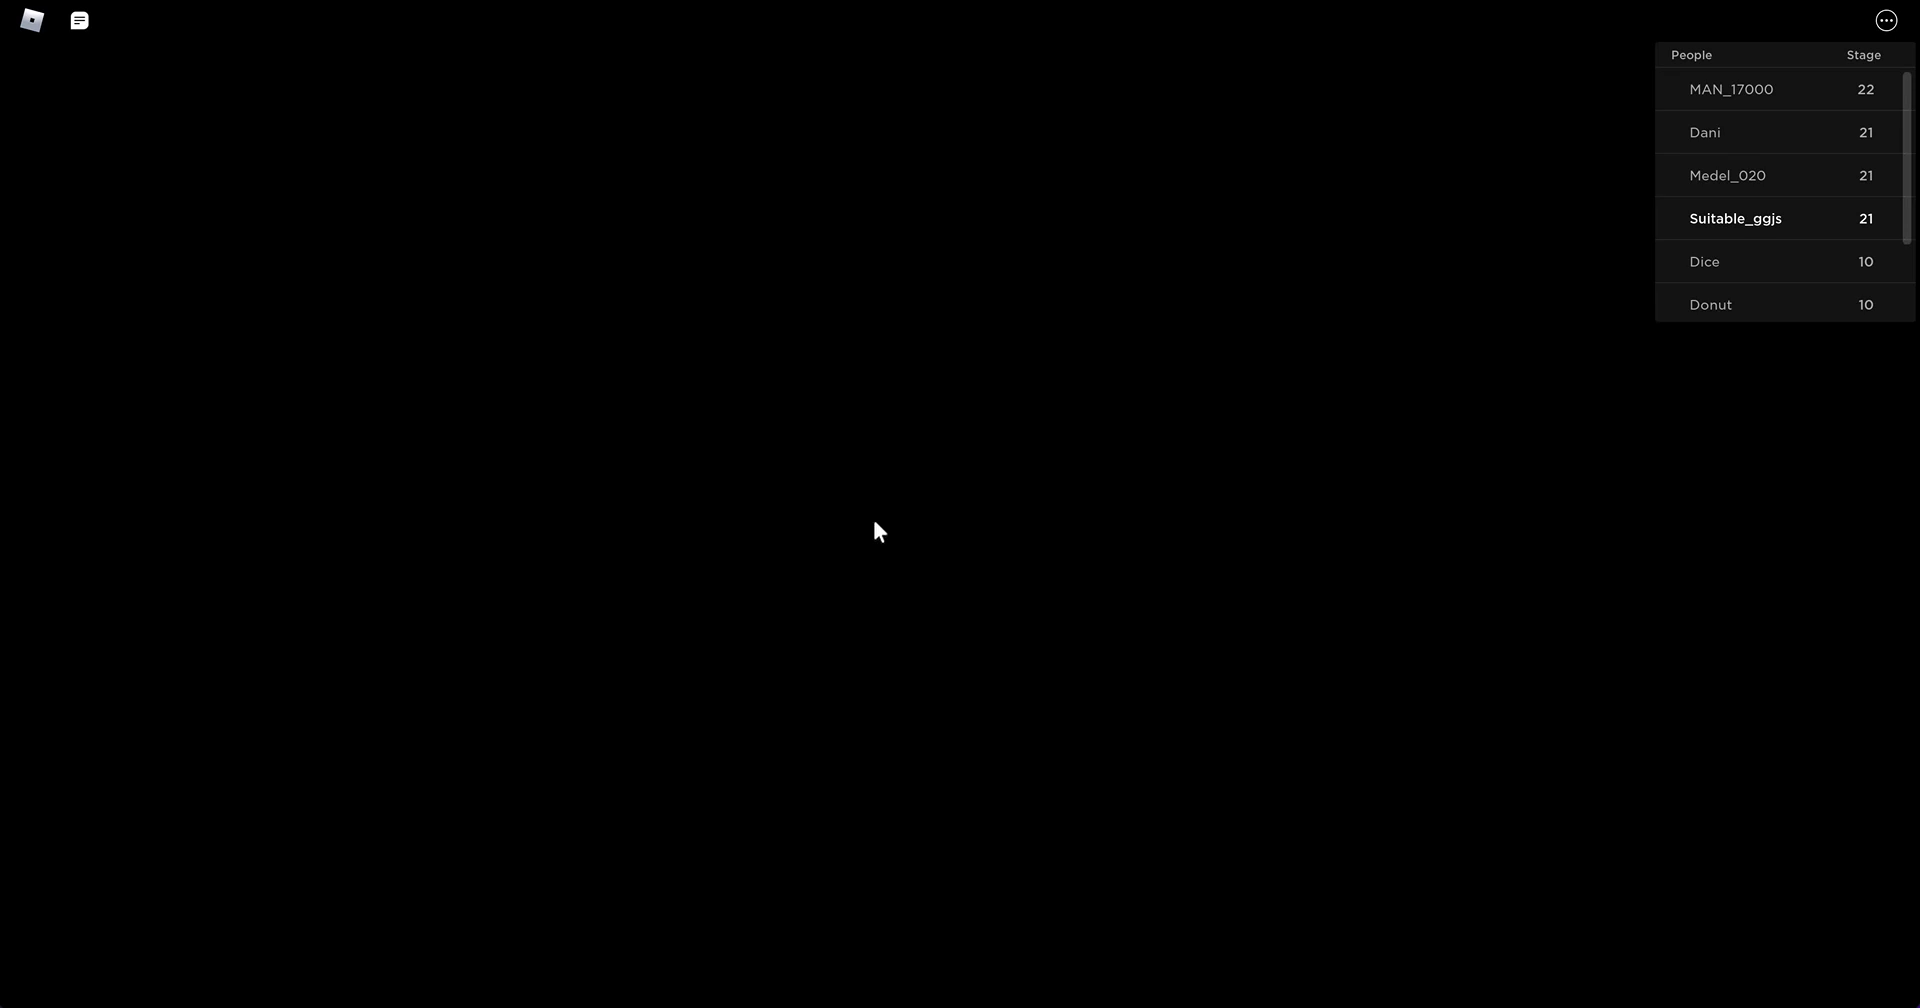 People Stage
MAN_17000 22
Dani 21
Medel_020 21
Suitable_ggjs 21
Dice 10
Donut 10